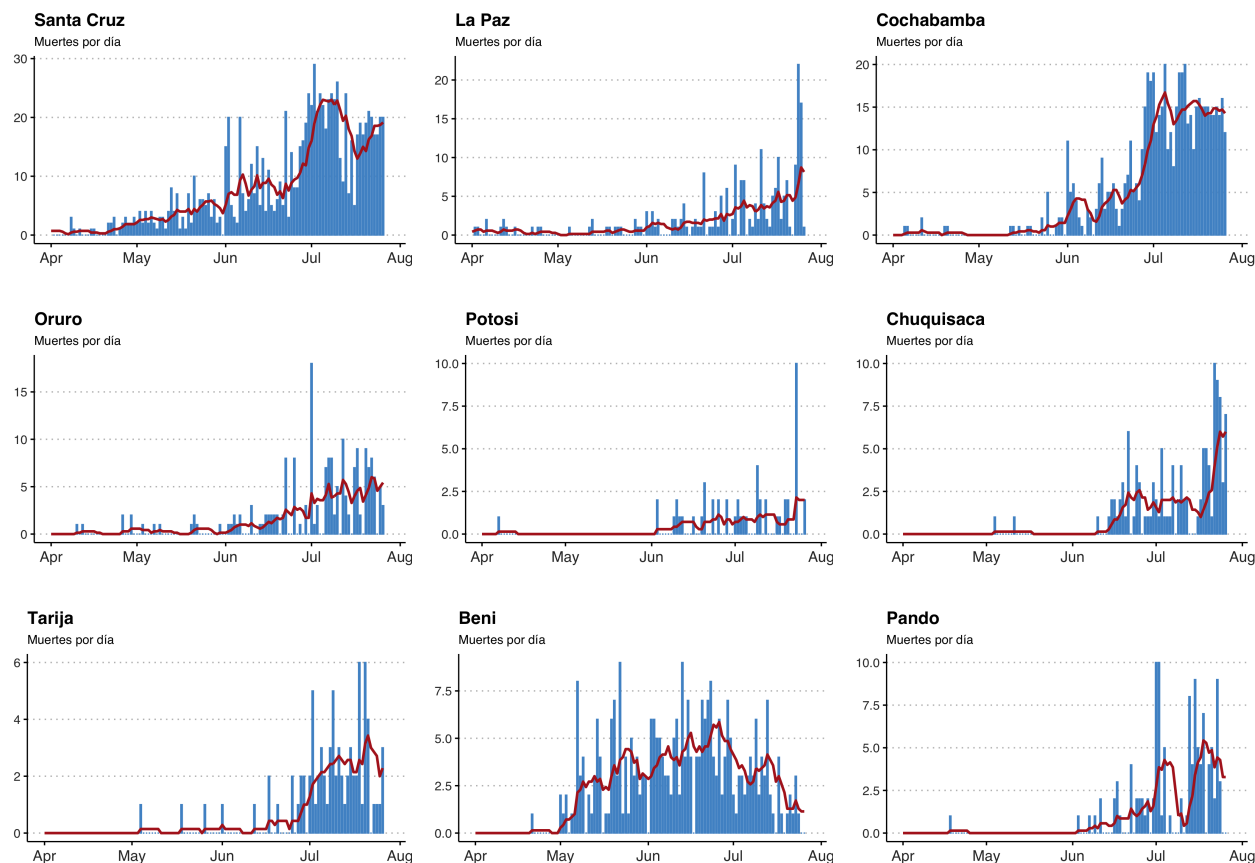 Santa Cruz
Muertes por día
30
20
10
0
Apr May Jun Jul Aug
La Paz
Muertes por día
20
15
10
5
0
Apr May Jun Jul Aug
Cochabamba
Muertes por día
20
15
10
5
0
Apr May Jun Jul Aug
Oruro
Muertes por día
15
10
5
0
Apr May Jun Jul Aug
Potosi
Muertes por día
10.0
7.5
5.0
2.5
0.0
Apr May Jun Jul Aug
Chuquisaca
Muertes por día
10.0
7.5
5.0
2.5
0.0
Apr May Jun Jul Aug
Tarija
Muertes por día
6
4
2
0
Apr May Jun Jul Aug
Beni
Muertes por día
7.5
5.0
2.5
0.0
Apr May Jun Jul Aug
Pando
Muertes por día
10.0
7.5
5.0
2.5
0.0
Apr May Jun Jul Aug